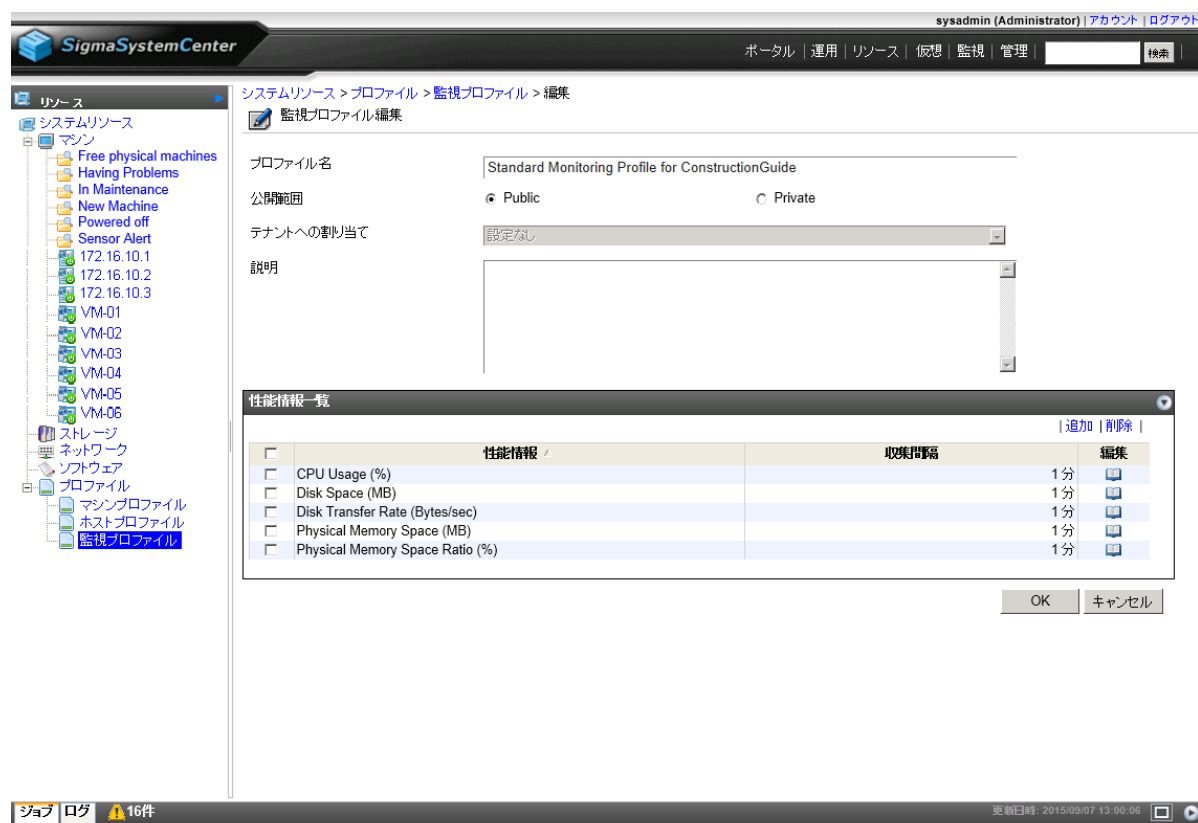 sysadmin (Administrator) | アカウント | ログアウト
SigmaSystemCenter
ポータル | 運用 | リソース | 仮想 | 監視 | 管理 | 検索 |
リソース
システムリソース
マシン
Free physical machines
Having Problems
In Maintenance
New Machine
Powered off
Sensor Alert
172.16.10.1
172.16.10.2
172.16.10.3
VM-01
VM-02
VM-03
VM-04
VM-05
VM-06
ストレージ
ネットワーク
ソフトウェア
プロファイル
マシンプロファイル
ホストプロファイル
監視プロファイル
システムリソース > プロファイル > 監視プロファイル > 編集
監視プロファイル編集
プロファイル名 Standard Monitoring Profile for ConstructionGuide
公開範囲 Public Private
テナントへの割り当て 設定なし
説明
性能情報一覧
| 追加 | 削除 |
性能情報 収集間隔 編集
CPU Usage (%) 1分
Disk Space (MB) 1分
Disk Transfer Rate (Bytes/sec) 1分
Physical Memory Space (MB) 1分
Physical Memory Space Ratio (%) 1分
OK キャンセル
ジョブ ログ 16件 更新日時: 2015/09/07 13:00:06